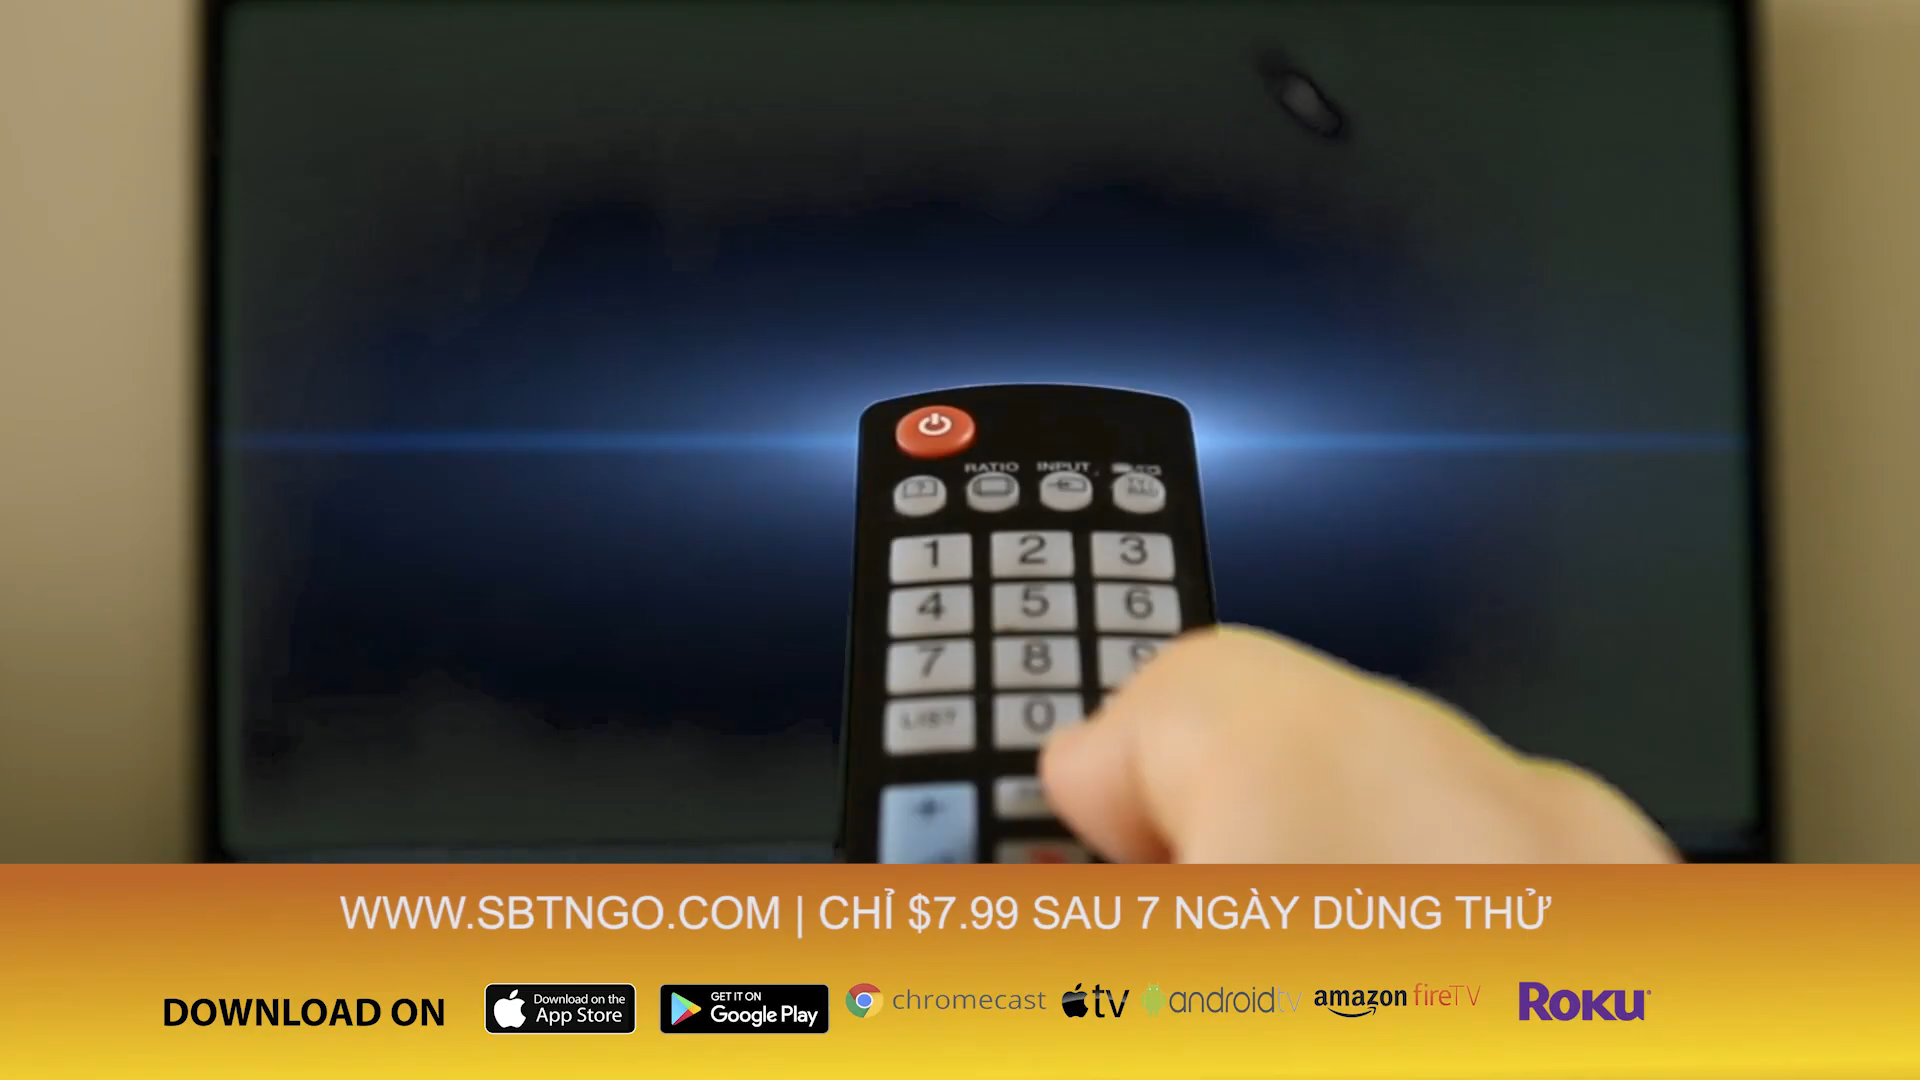 RATIO INPUT
1 2 3
4 5 6
7 8 9
LIST 0
WWW.SBTNGO.COM | CHỈ $7.99 SAU 7 NGÀY DÙNG THỬ
DOWNLOAD ON
Download on the
App Store
GET IT ON
Google Play
chromecast
tv
androidtv
amazon fireTV
ROKU